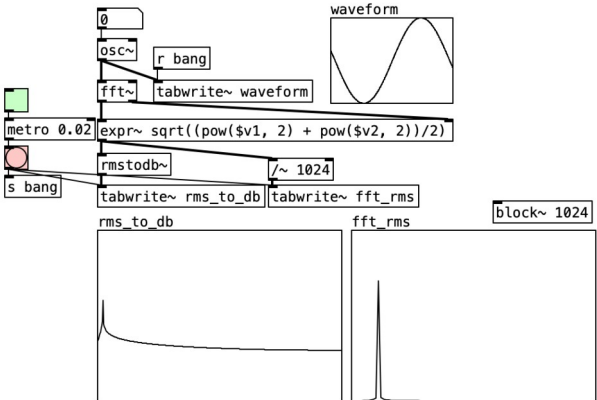 waveform
0
osc~
r bang
fft~
tabwrite~ waveform
metro 0.02
expr~ sqrt((pow($v1, 2) + pow($v2, 2))/2)
rmstodb~
/~ 1024
s bang
tabwrite~ rms_to_db
tabwrite~ fft_rms
block~ 1024
rms_to_db
fft_rms